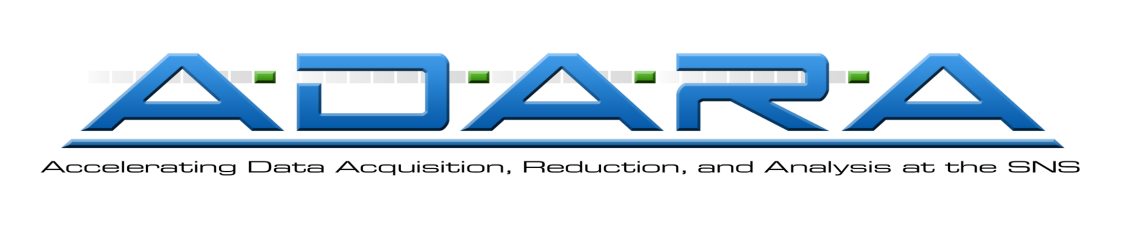 A·D·A·R·A
Accelerating Data Acquisition, Reduction, and Analysis at the SNS